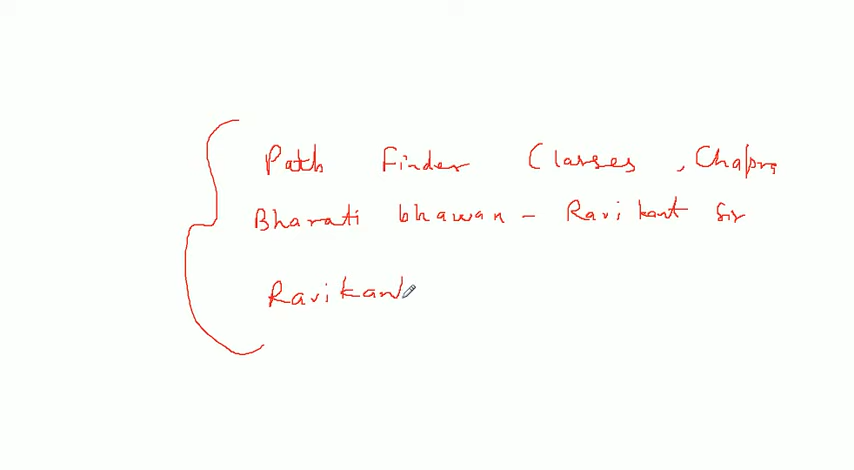 Path Finder Classes, Chapra
Bharati bhawan - Ravi kant Sir
Ravikant